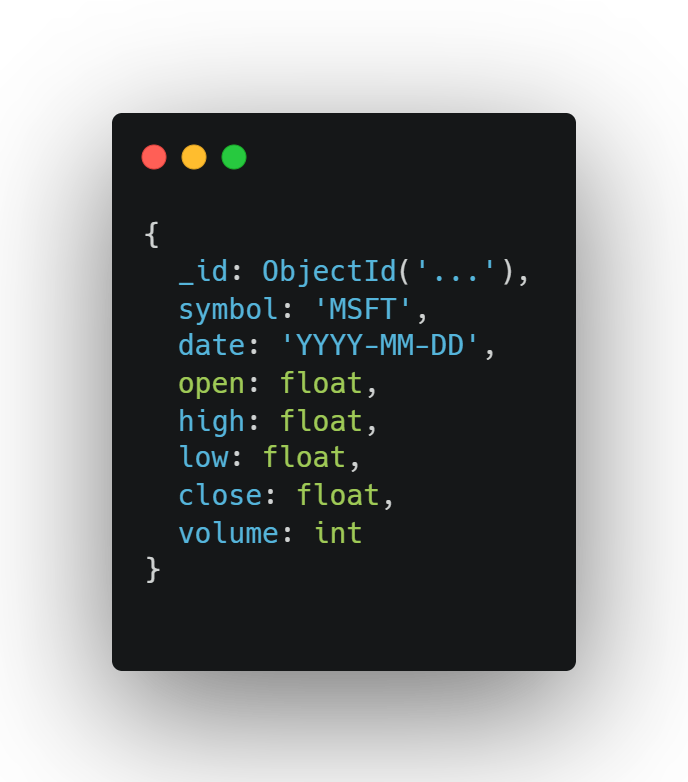 {
  _id: ObjectId('...'),
  symbol: 'MSFT',
  date: 'YYYY-MM-DD',
  open: float,
  high: float,
  low: float,
  close: float,
  volume: int
}